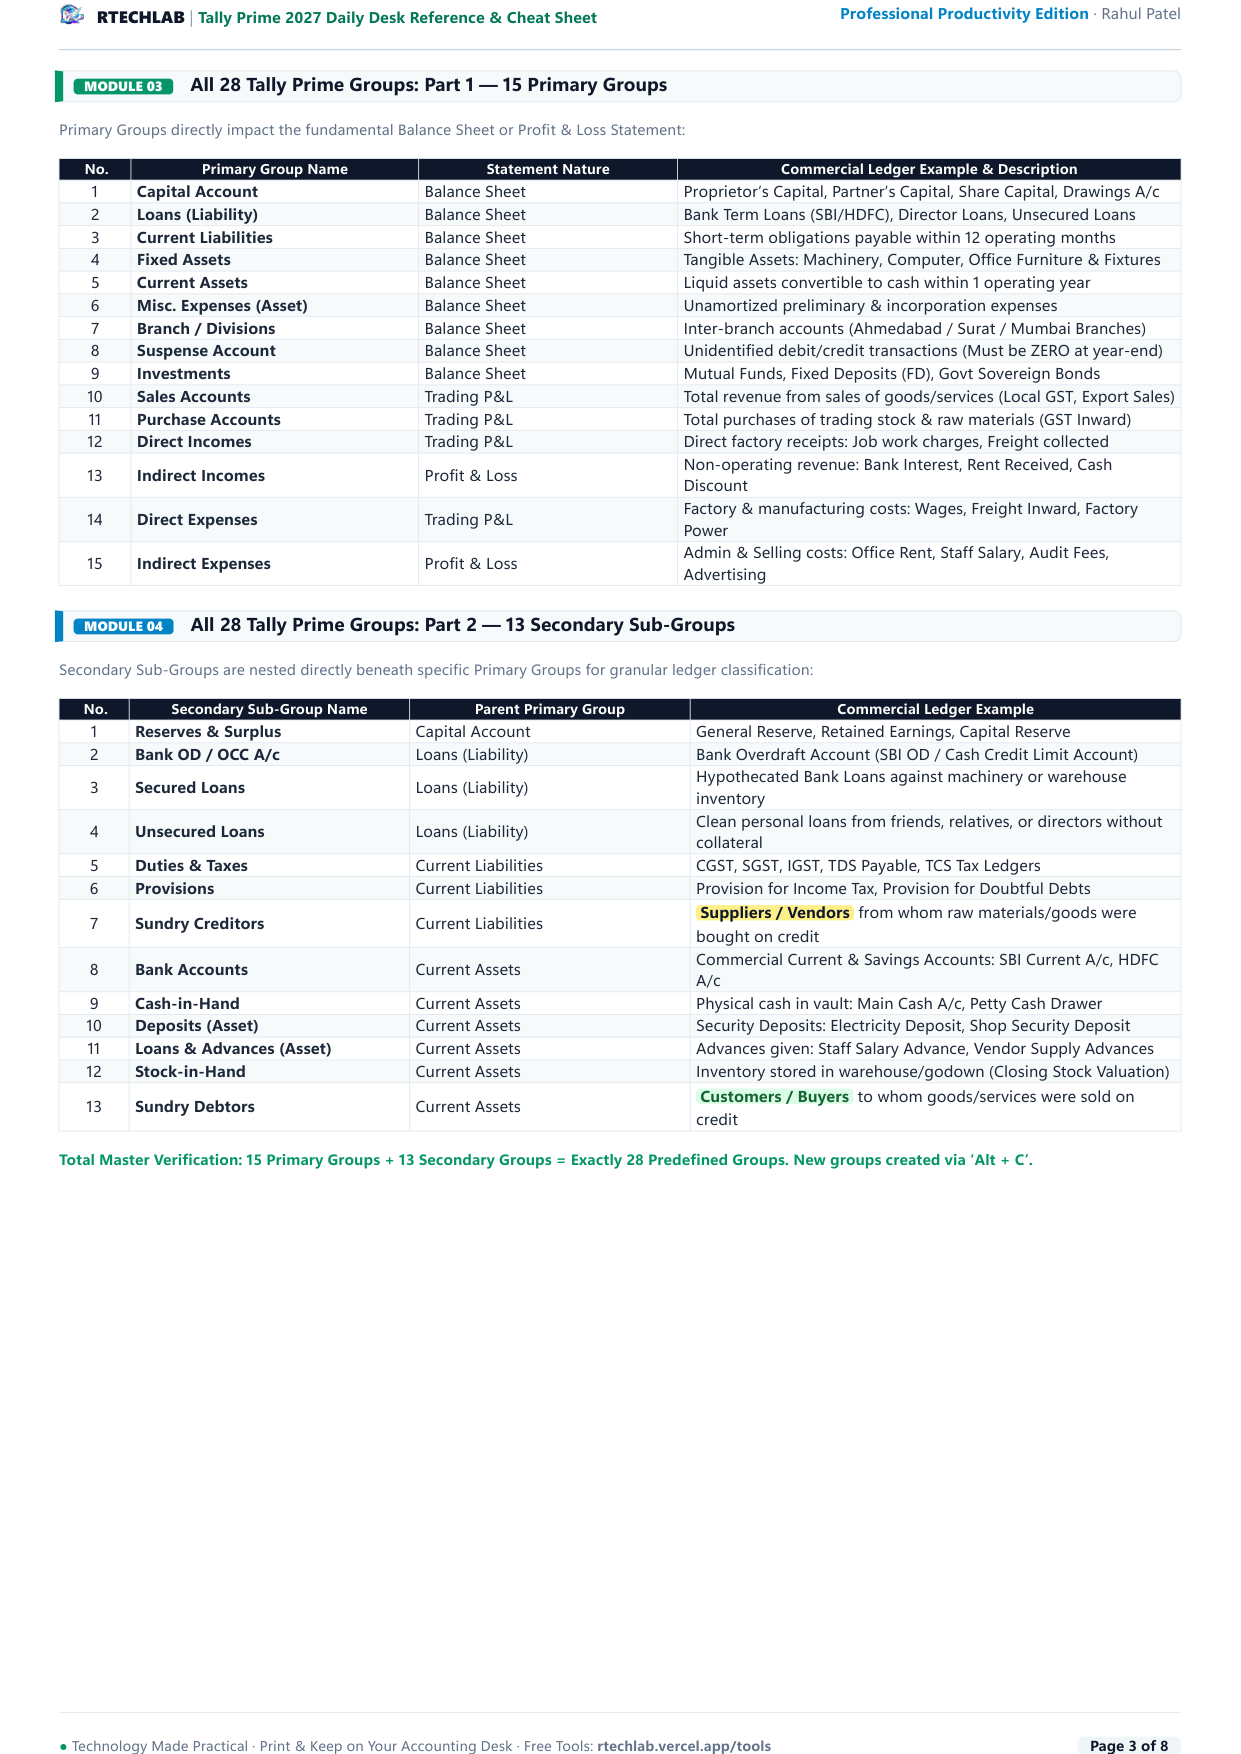 RTECHLAB | Tally Prime 2027 Daily Desk Reference & Cheat Sheet
Professional Productivity Edition · Rahul Patel
MODULE 03 All 28 Tally Prime Groups: Part 1 — 15 Primary Groups
Primary Groups directly impact the fundamental Balance Sheet or Profit & Loss Statement:
No. Primary Group Name Statement Nature Commercial Ledger Example & Description
1 Capital Account Balance Sheet Proprietor’s Capital, Partner’s Capital, Share Capital, Drawings A/c
2 Loans (Liability) Balance Sheet Bank Term Loans (SBI/HDFC), Director Loans, Unsecured Loans
3 Current Liabilities Balance Sheet Short-term obligations payable within 12 operating months
4 Fixed Assets Balance Sheet Tangible Assets: Machinery, Computer, Office Furniture & Fixtures
5 Current Assets Balance Sheet Liquid assets convertible to cash within 1 operating year
6 Misc. Expenses (Asset) Balance Sheet Unamortized preliminary & incorporation expenses
7 Branch / Divisions Balance Sheet Inter-branch accounts (Ahmedabad / Surat / Mumbai Branches)
8 Suspense Account Balance Sheet Unidentified debit/credit transactions (Must be ZERO at year-end)
9 Investments Balance Sheet Mutual Funds, Fixed Deposits (FD), Govt Sovereign Bonds
10 Sales Accounts Trading P&L Total revenue from sales of goods/services (Local GST, Export Sales)
11 Purchase Accounts Trading P&L Total purchases of trading stock & raw materials (GST Inward)
12 Direct Incomes Trading P&L Direct factory receipts: Job work charges, Freight collected
13 Indirect Incomes Profit & Loss Non-operating revenue: Bank Interest, Rent Received, Cash
Discount
14 Direct Expenses Trading P&L Factory & manufacturing costs: Wages, Freight Inward, Factory
Power
15 Indirect Expenses Profit & Loss Admin & Selling costs: Office Rent, Staff Salary, Audit Fees,
Advertising
MODULE 04 All 28 Tally Prime Groups: Part 2 — 13 Secondary Sub-Groups
Secondary Sub-Groups are nested directly beneath specific Primary Groups for granular ledger classification:
No. Secondary Sub-Group Name Parent Primary Group Commercial Ledger Example
1 Reserves & Surplus Capital Account General Reserve, Retained Earnings, Capital Reserve
2 Bank OD / OCC A/c Loans (Liability) Bank Overdraft Account (SBI OD / Cash Credit Limit Account)
3 Secured Loans Loans (Liability) Hypothecated Bank Loans against machinery or warehouse
inventory
4 Unsecured Loans Loans (Liability) Clean personal loans from friends, relatives, or directors without
collateral
5 Duties & Taxes Current Liabilities CGST, SGST, IGST, TDS Payable, TCS Tax Ledgers
6 Provisions Current Liabilities Provision for Income Tax, Provision for Doubtful Debts
7 Sundry Creditors Current Liabilities Suppliers / Vendors from whom raw materials/goods were
bought on credit
8 Bank Accounts Current Assets Commercial Current & Savings Accounts: SBI Current A/c, HDFC
A/c
9 Cash-in-Hand Current Assets Physical cash in vault: Main Cash A/c, Petty Cash Drawer
10 Deposits (Asset) Current Assets Security Deposits: Electricity Deposit, Shop Security Deposit
11 Loans & Advances (Asset) Current Assets Advances given: Staff Salary Advance, Vendor Supply Advances
12 Stock-in-Hand Current Assets Inventory stored in warehouse/godown (Closing Stock Valuation)
13 Sundry Debtors Current Assets Customers / Buyers to whom goods/services were sold on
credit
Total Master Verification: 15 Primary Groups + 13 Secondary Groups = Exactly 28 Predefined Groups. New groups created via ‘Alt + C’.
● Technology Made Practical · Print & Keep on Your Accounting Desk · Free Tools: rtechlab.vercel.app/tools
Page 3 of 8